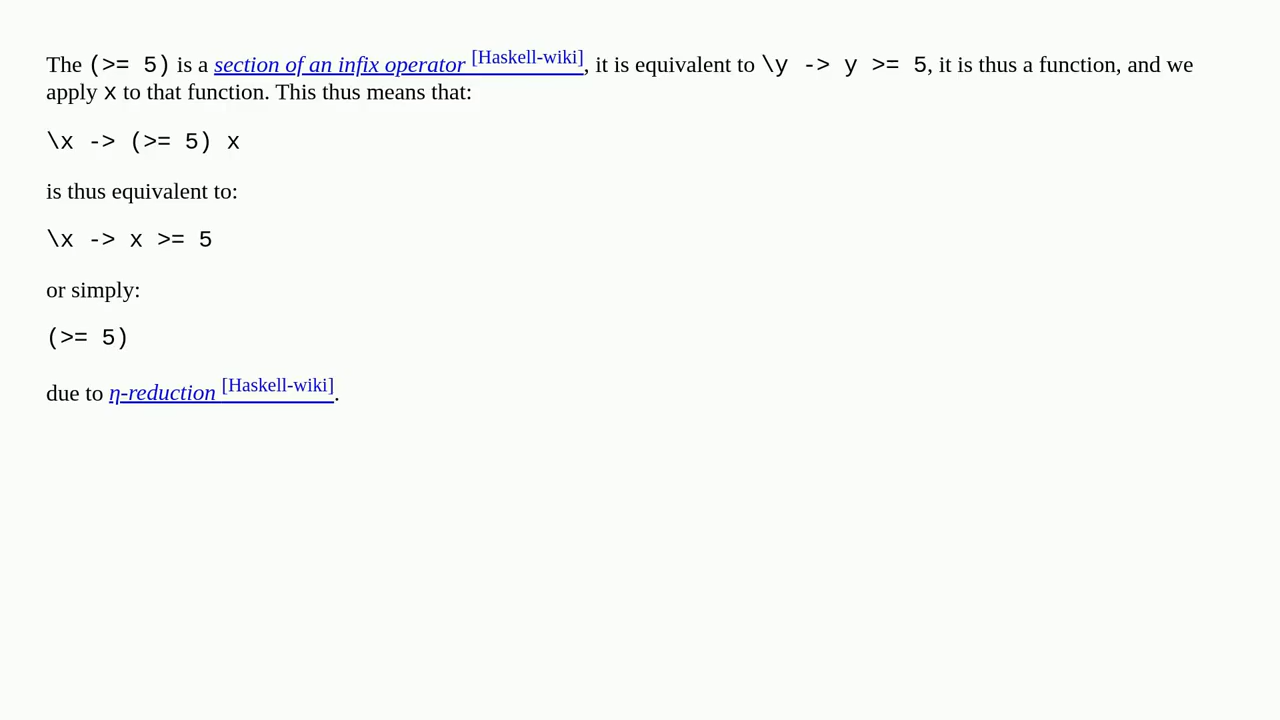 The (>= 5) is a section of an infix operator [Haskell-wiki], it is equivalent to \y -> y >= 5, it is thus a function, and we
apply x to that function. This thus means that:
\x -> (>= 5) x
is thus equivalent to:
\x -> x >= 5
or simply:
(>= 5)
due to η-reduction [Haskell-wiki].